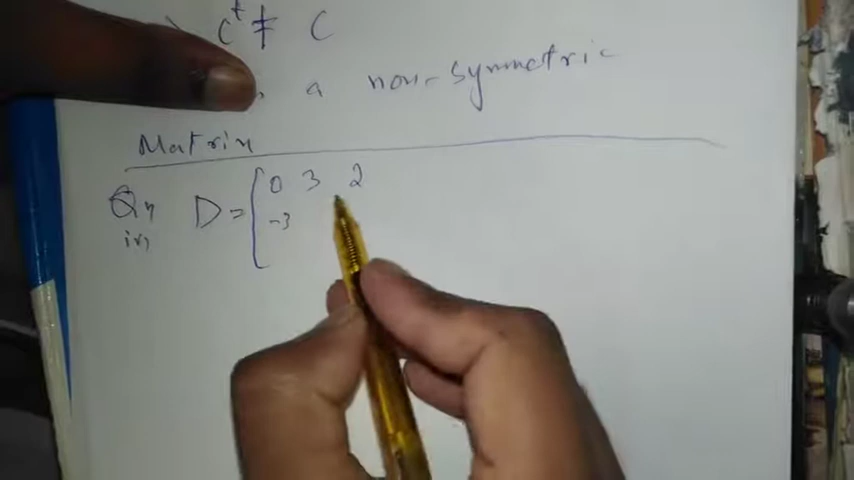 Cᵗ ≠ C
a non-symmetric
Matrix
Qn D = [ 0 3 2
iv) -3